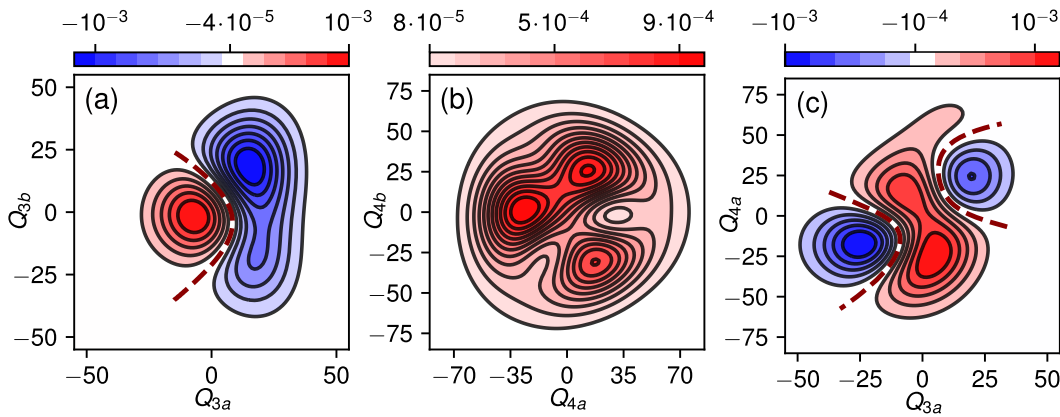 −10⁻³ −4·10⁻⁵ 10⁻³
8·10⁻⁵ 5·10⁻⁴ 9·10⁻⁴
−10⁻³ −10⁻⁴ 10⁻³
(a)
50
25
0
−25
−50
Q₃b
−50 0 50
Q₃a
(b)
75
50
25
0
−25
−50
−75
Q₄b
−70 −35 0 35 70
Q₄a
(c)
75
50
25
0
−25
−50
−75
Q₄a
−50 −25 0 25 50
Q₃a